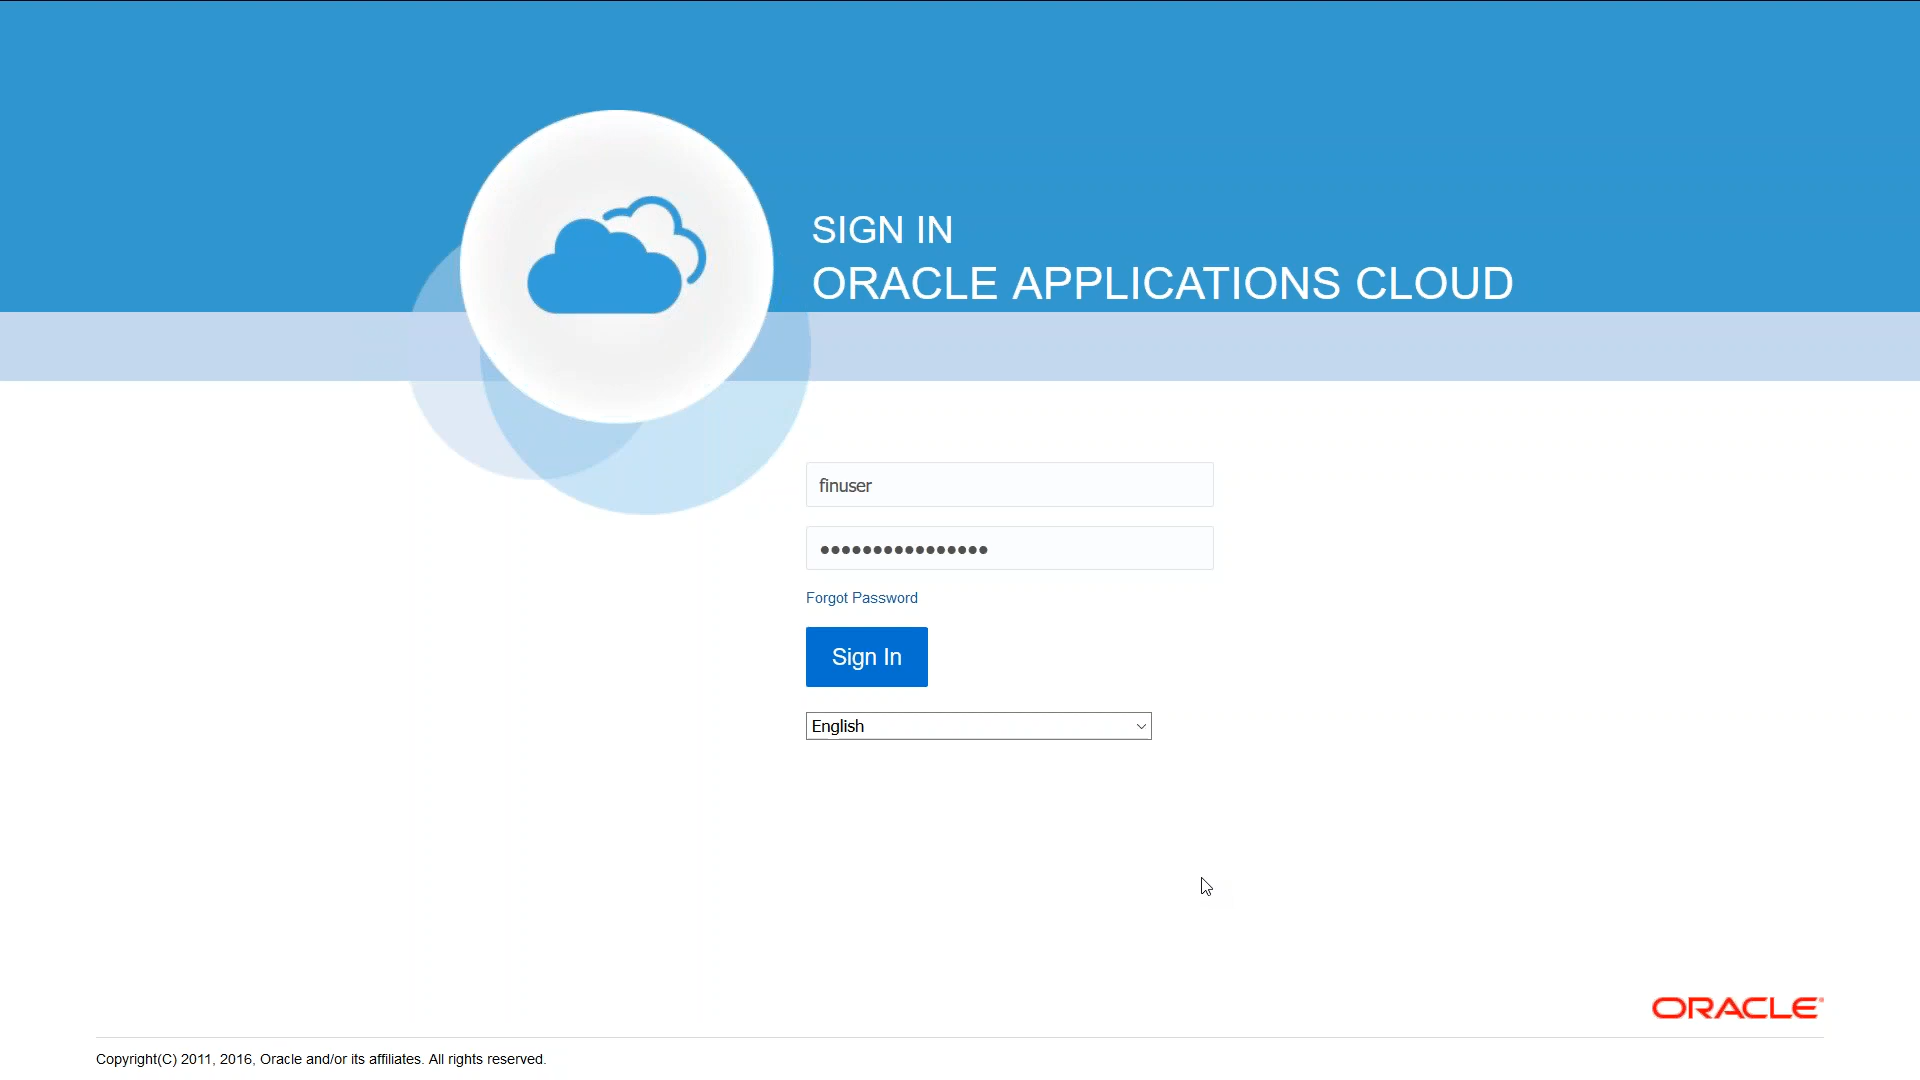 SIGN IN
ORACLE APPLICATIONS CLOUD
finuser
●●●●●●●●●●●●●●●●
Forgot Password
Sign In
English
ORACLE
Copyright(C) 2011, 2016, Oracle and/or its affiliates. All rights reserved.